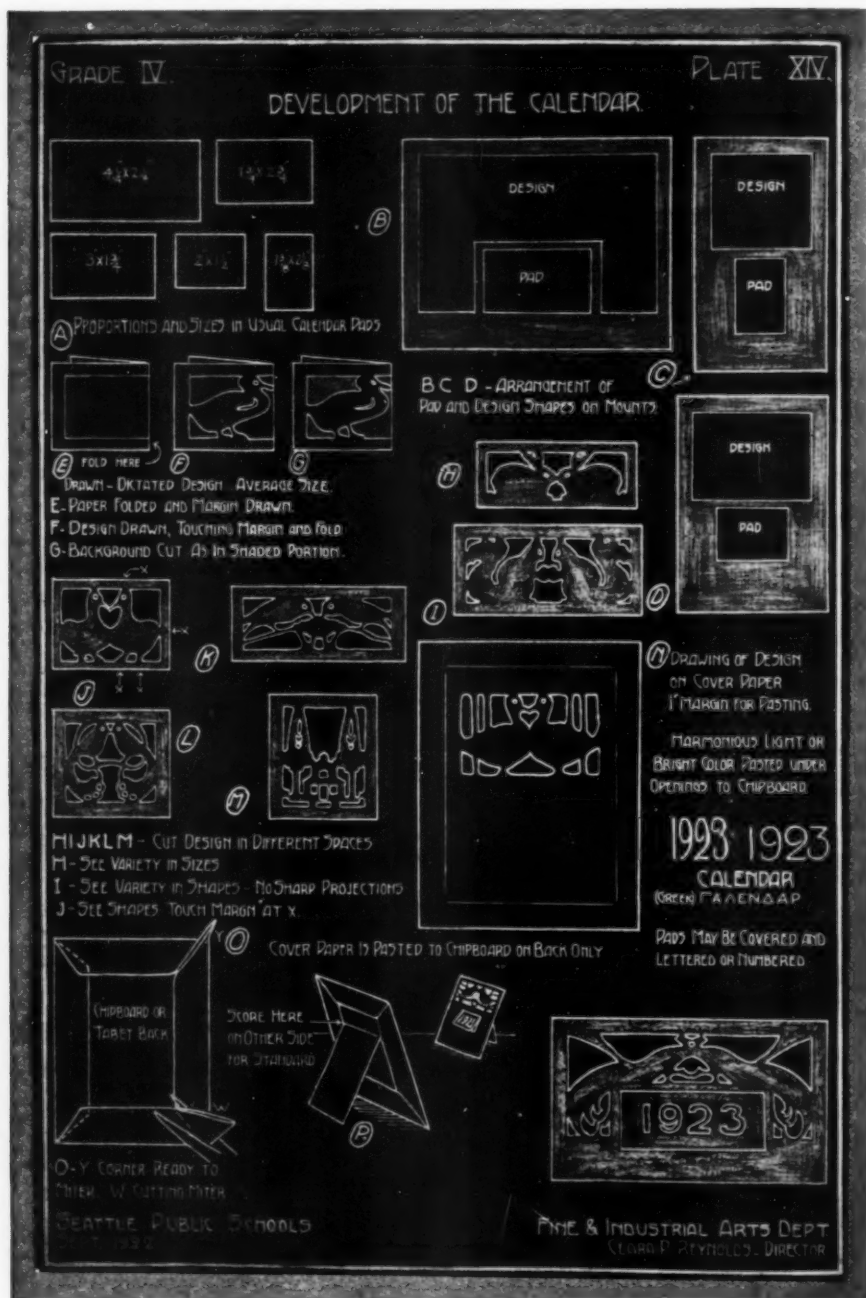 GRADE IV.
PLATE XIV.
DEVELOPMENT OF THE CALENDAR.
3 X 1 3/4
DESIGN
PAD
B
DESIGN
PAD
A PROPORTIONS AND SIZES IN USUAL CALENDAR PADS
C
B C D - ARRANGEMENT OF
PAD AND DESIGN SHAPES ON MOUNTS
E FOLD HERE
F
G
DRAWN - DICTATED DESIGN AVERAGE SIZE.
E - PAPER FOLDED AND MARGIN DRAWN.
F - DESIGN DRAWN, TOUCHING MARGIN AND FOLD
G - BACKGROUND CUT AS IN SHADED PORTION.
H
DESIGN
PAD
I
D
X
X
X
J
K
L
M
N DRAWING OF DESIGN
ON COVER PAPER
1" MARGIN FOR PASTING.
HARMONIOUS LIGHT OR
BRIGHT COLOR PASTED UNDER
OPENINGS TO CHIPBOARD
HIJKLM - CUT DESIGN IN DIFFERENT SPACES
H - SEE VARIETY IN SIZES
I - SEE VARIETY IN SHAPES - NO SHARP PROJECTIONS
J - SEE SHAPES TOUCH MARGIN AT X.
1923 1923
CALENDAR
(GREEK) ΓΑΛΕΝΔΑΡ
PADS MAY BE COVERED AND
LETTERED OR NUMBERED
Y
O
COVER PAPER IS PASTED TO CHIPBOARD ON BACK ONLY
CHIPBOARD OR
TABET BACK
W
SCORE HERE
ON OTHER SIDE
FOR STANDARD
P
1923
O - Y CORNER READY TO
MITER. W CUTTING MITER
SEATTLE PUBLIC SCHOOLS
FINE & INDUSTRIAL ARTS DEPT
CLARA P. REYNOLDS - DIRECTOR